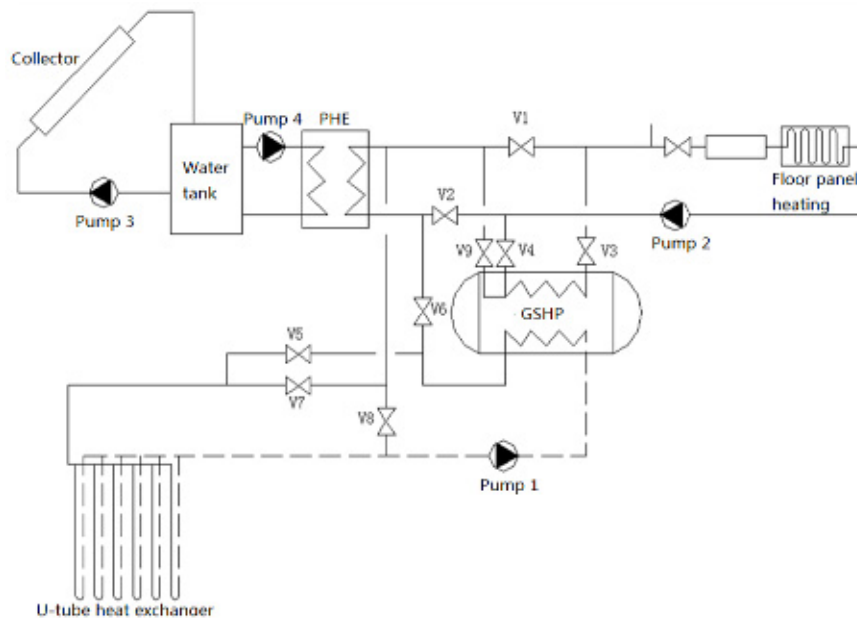 Collector
Pump 4
PHE
V1
Water
tank
Floor panel
heating
V2
Pump 3
Pump 2
V9
V4
V3
V6
GSHP
V5
V7
V8
Pump 1
U-tube heat exchanger